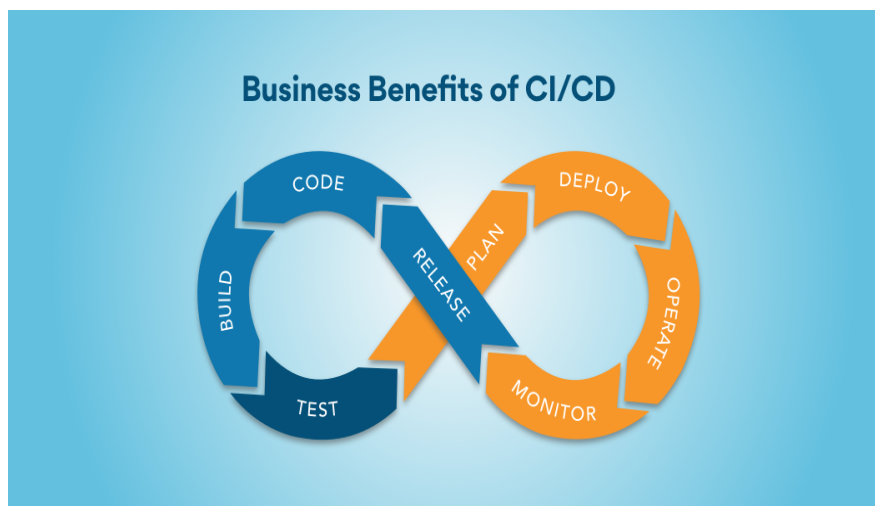 Business Benefits of CI/CD
CODE
DEPLOY
BUILD
RELEASE
PLAN
OPERATE
TEST
MONITOR